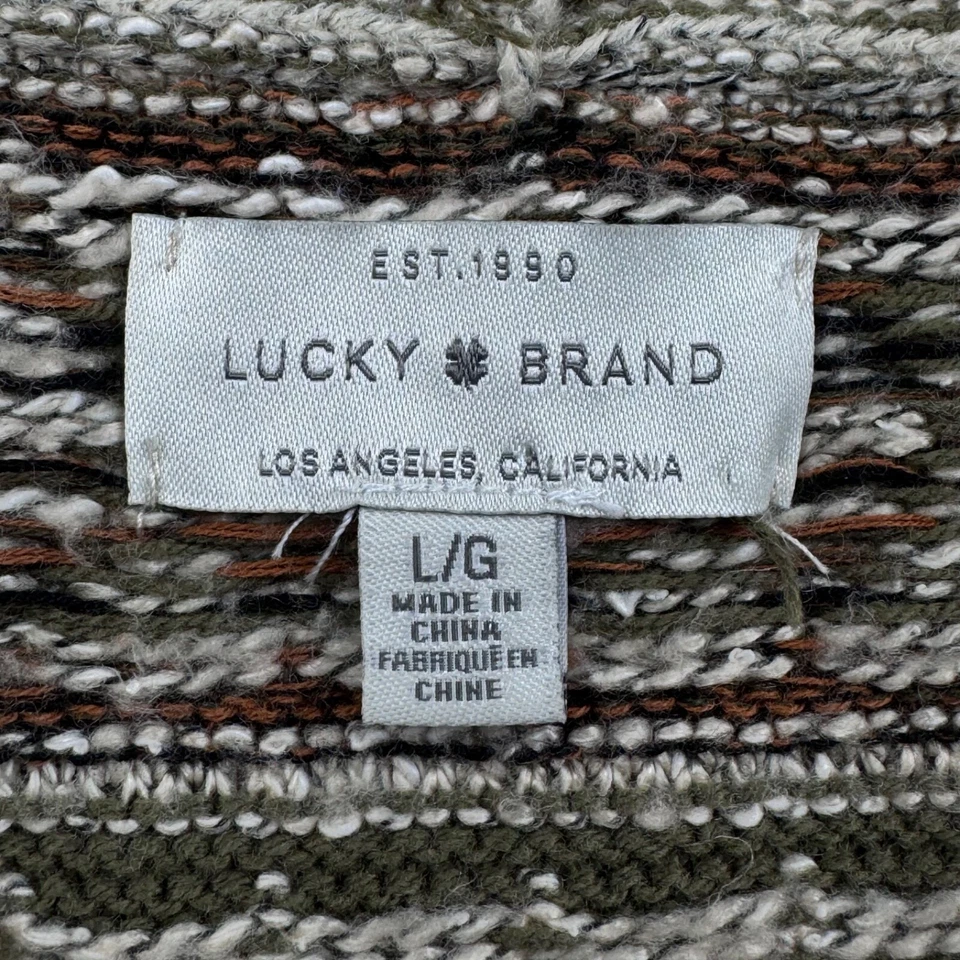 EST.1990
LUCKY BRAND
LOS ANGELES, CALIFORNIA
L/G
MADE IN
CHINA
FABRIQUÉ EN
CHINE